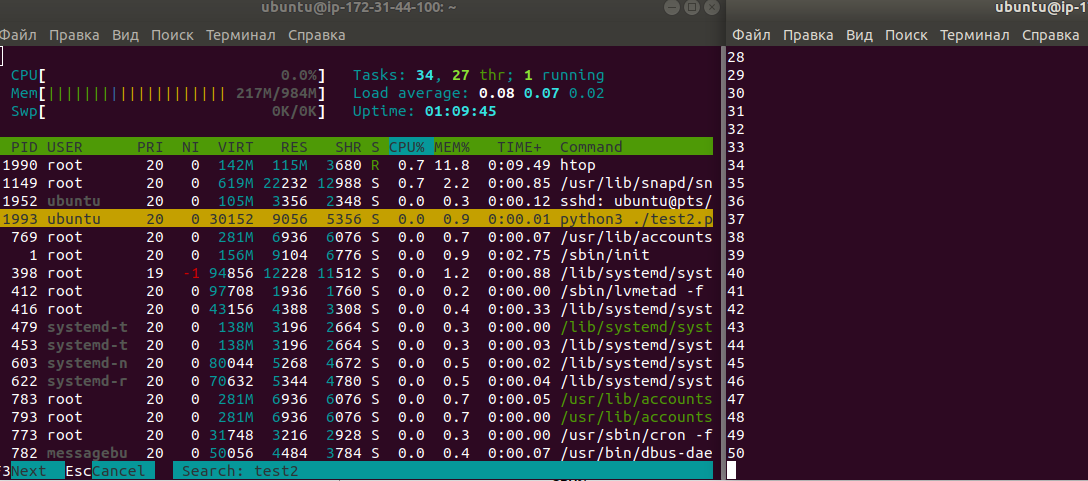 ubuntu@ip-172-31-44-100: ~
Файл Правка Вид Поиск Терминал Справка
CPU[ 0.0%] Tasks: 34, 27 thr; 1 running
Mem[||||||||||||||||||||| 217M/984M] Load average: 0.08 0.07 0.02
Swp[ 0K/0K] Uptime: 01:09:45
PID USER PRI NI VIRT RES SHR S CPU% MEM% TIME+ Command
1990 root 20 0 142M 115M 3680 R 0.7 11.8 0:09.49 htop
1149 root 20 0 619M 22232 12988 S 0.7 2.2 0:00.85 /usr/lib/snapd/sn
1952 ubuntu 20 0 105M 3356 2348 S 0.0 0.3 0:00.12 sshd: ubuntu@pts/
1993 ubuntu 20 0 30152 9056 5356 S 0.0 0.9 0:00.01 python3 ./test2.p
769 root 20 0 281M 6936 6076 S 0.0 0.7 0:00.07 /usr/lib/accounts
1 root 20 0 156M 9104 6776 S 0.0 0.9 0:02.75 /sbin/init
398 root 19 -1 94856 12228 11512 S 0.0 1.2 0:00.88 /lib/systemd/syst
412 root 20 0 97708 1936 1760 S 0.0 0.2 0:00.00 /sbin/lvmetad -f
416 root 20 0 43156 4388 3308 S 0.0 0.4 0:00.33 /lib/systemd/syst
479 systemd-t 20 0 138M 3196 2664 S 0.0 0.3 0:00.00 /lib/systemd/syst
453 systemd-t 20 0 138M 3196 2664 S 0.0 0.3 0:00.03 /lib/systemd/syst
603 systemd-n 20 0 80044 5268 4672 S 0.0 0.5 0:00.02 /lib/systemd/syst
622 systemd-r 20 0 70632 5344 4780 S 0.0 0.5 0:00.04 /lib/systemd/syst
783 root 20 0 281M 6936 6076 S 0.0 0.7 0:00.05 /usr/lib/accounts
793 root 20 0 281M 6936 6076 S 0.0 0.7 0:00.00 /usr/lib/accounts
773 root 20 0 31748 3216 2928 S 0.0 0.3 0:00.00 /usr/sbin/cron -f
782 messagebu 20 0 50056 4484 3784 S 0.0 0.4 0:00.07 /usr/bin/dbus-dae
3Next EscCancel Search: test2
ubuntu@ip-17
Файл Правка Вид Поиск Терминал Справка
28
29
30
31
32
33
34
35
36
37
38
39
40
41
42
43
44
45
46
47
48
49
50